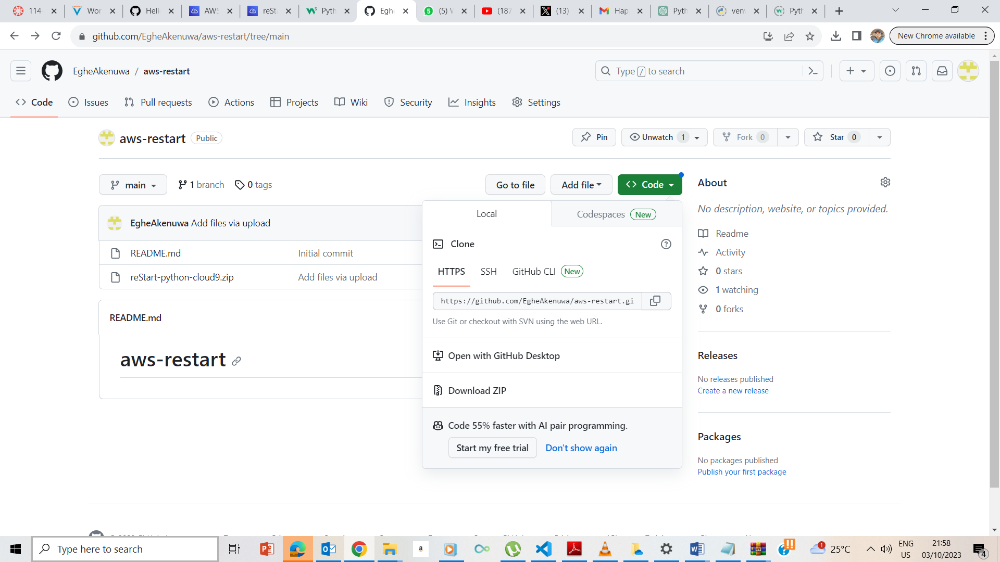 114-
Wor
Hell
AWS
reSt
Pyth
Eghe
(5) V
(187
(13)
Hap
Pyth
venv
Pyth
github.com/EgheAkenuwa/aws-restart/tree/main
New Chrome available
EgheAkenuwa / aws-restart
Type / to search
Code
Issues
Pull requests
Actions
Projects
Wiki
Security
Insights
Settings
aws-restart Public
Pin
Unwatch 1
Fork 0
Star 0
main
1 branch
0 tags
Go to file
Add file
Code
EgheAkenuwa Add files via upload
README.md Initial commit
reStart-python-cloud9.zip Add files via upload
README.md
aws-restart
Local
Codespaces New
Clone
HTTPS
SSH
GitHub CLI New
https://github.com/EgheAkenuwa/aws-restart.gi
Use Git or checkout with SVN using the web URL.
Open with GitHub Desktop
Download ZIP
Code 55% faster with AI pair programming.
Start my free trial
Don't show again
About
No description, website, or topics provided.
Readme
Activity
0 stars
1 watching
0 forks
Releases
No releases published
Create a new release
Packages
No packages published
Publish your first package
Type here to search
a
1
25°C
ENG
US
21:58
03/10/2023
4